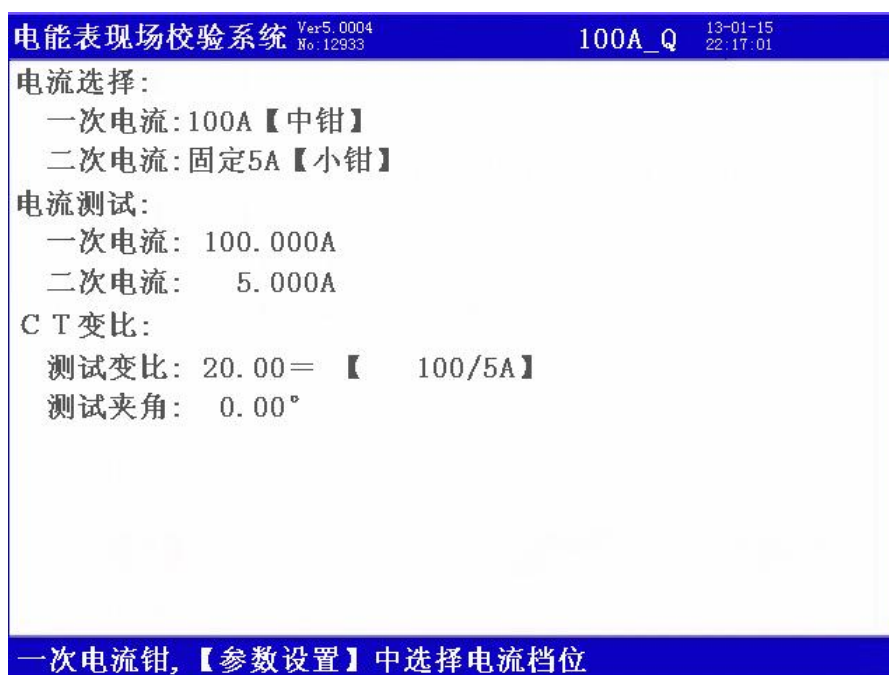 电能表现场校验系统 Ver5.0004 No:12933 100A_Q 13-01-15 22:17:01
电流选择:
一次电流:100A【中钳】
二次电流:固定5A【小钳】
电流测试:
一次电流: 100.000A
二次电流: 5.000A
CT变比:
测试变比: 20.00=【 100/5A】
测试夹角: 0.00°
一次电流钳,【参数设置】中选择电流档位